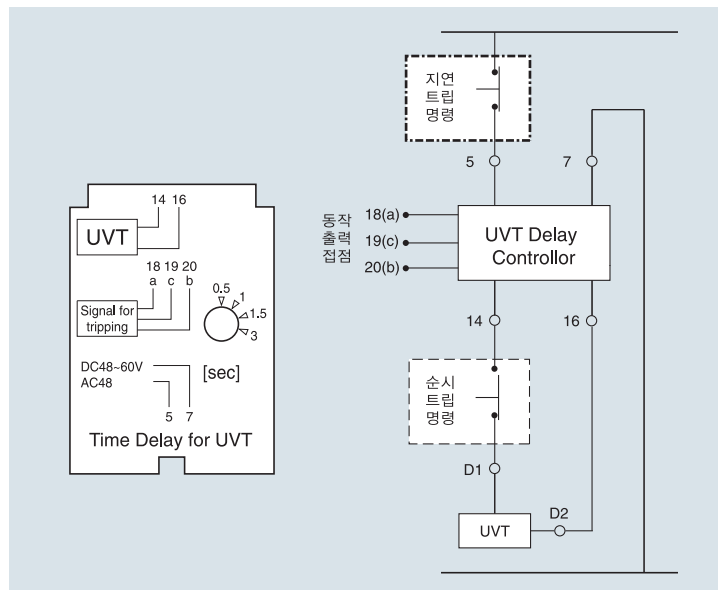 14 16
UVT
18 19 20
a c b
Signal for
tripping
0.5
1
1.5
3
DC48~60V
AC48
[sec]
5 7
Time Delay for UVT
지연
트립
명령
5
7
동작
출력
접점
18(a)
19(c)
20(b)
UVT Delay
Controllor
14
16
순시
트립
명령
D1
D2
UVT